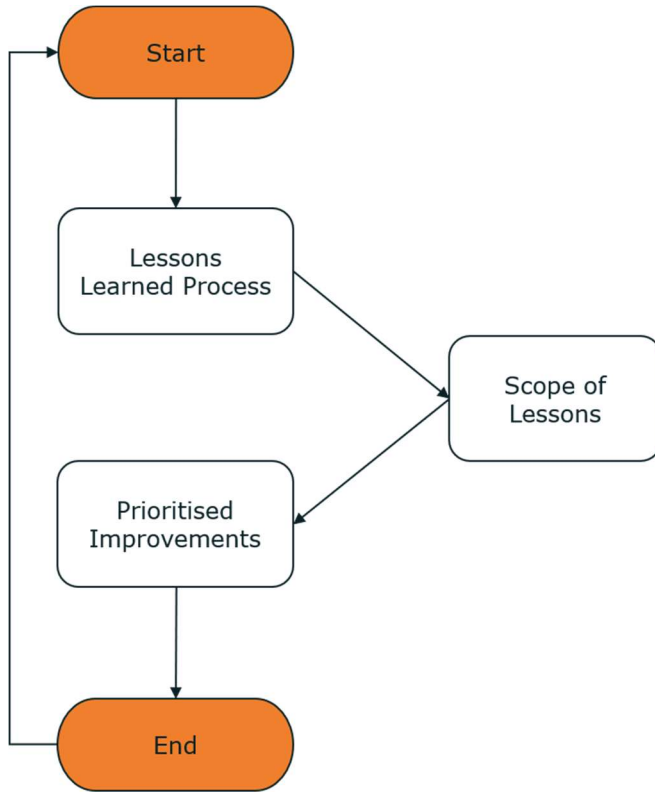 Start
Lessons
Learned Process
Scope of
Lessons
Prioritised
Improvements
End